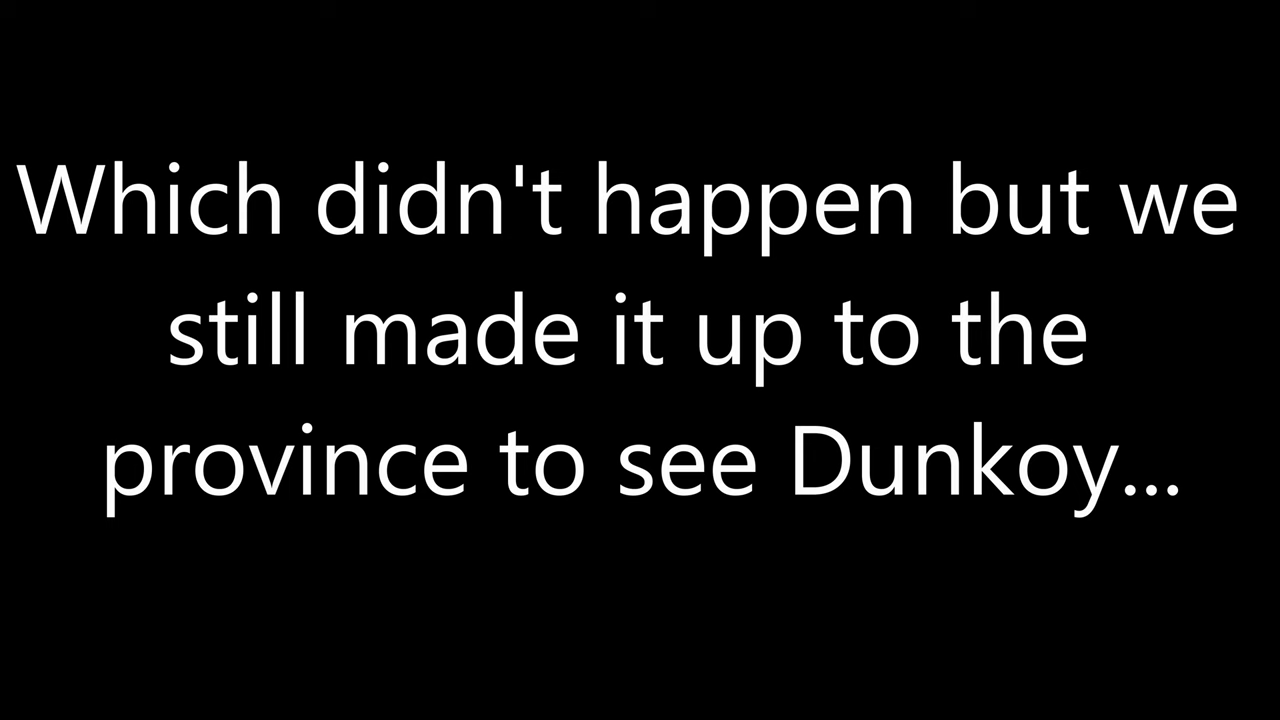 Which didn't happen but we
still made it up to the
province to see Dunkoy...